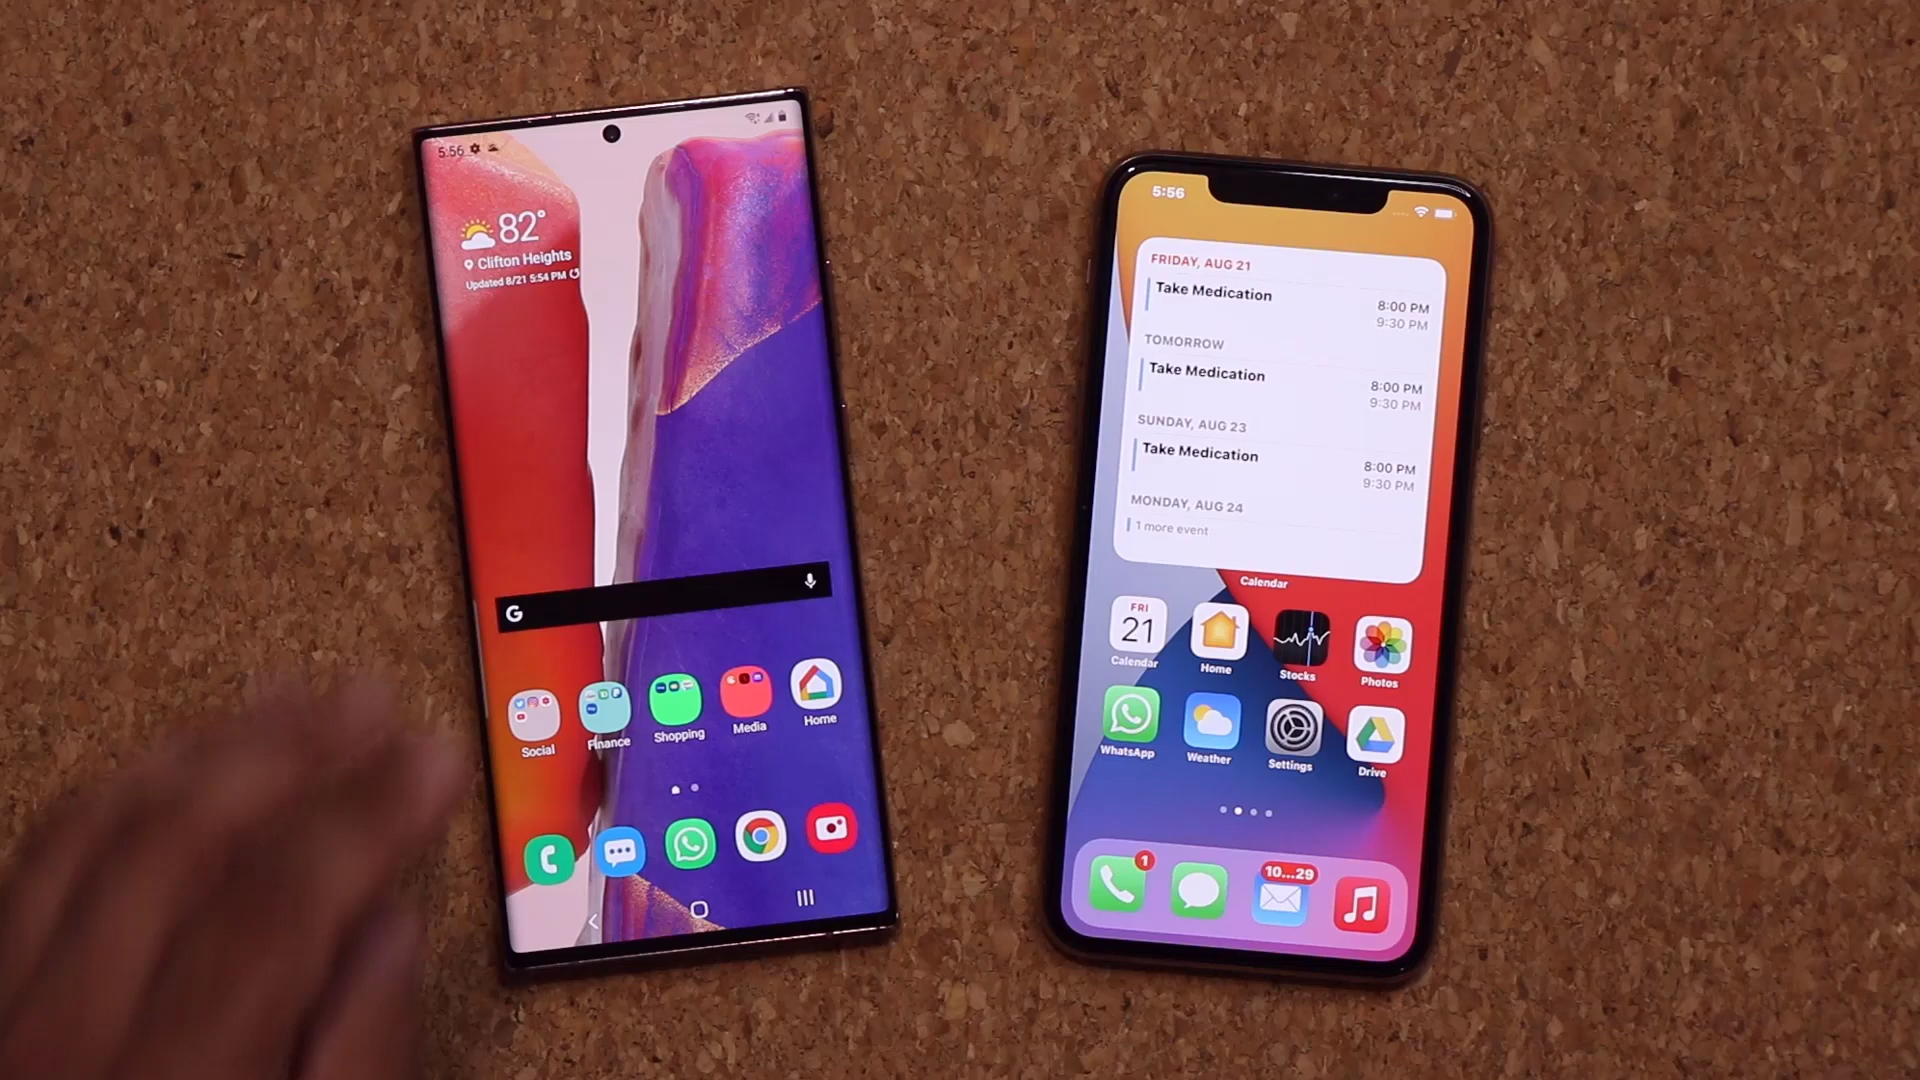 5:56
82°
Clifton Heights
Updated 8/21 5:54 PM
G
Social
Finance
Shopping
Media
Home
5:56
FRIDAY, AUG 21
Take Medication
8:00 PM
9:30 PM
TOMORROW
Take Medication
8:00 PM
9:30 PM
SUNDAY, AUG 23
Take Medication
8:00 PM
9:30 PM
MONDAY, AUG 24
1 more event
Calendar
FRI
21
Calendar
Home
Stocks
Photos
WhatsApp
Weather
Settings
Drive
1
10...29